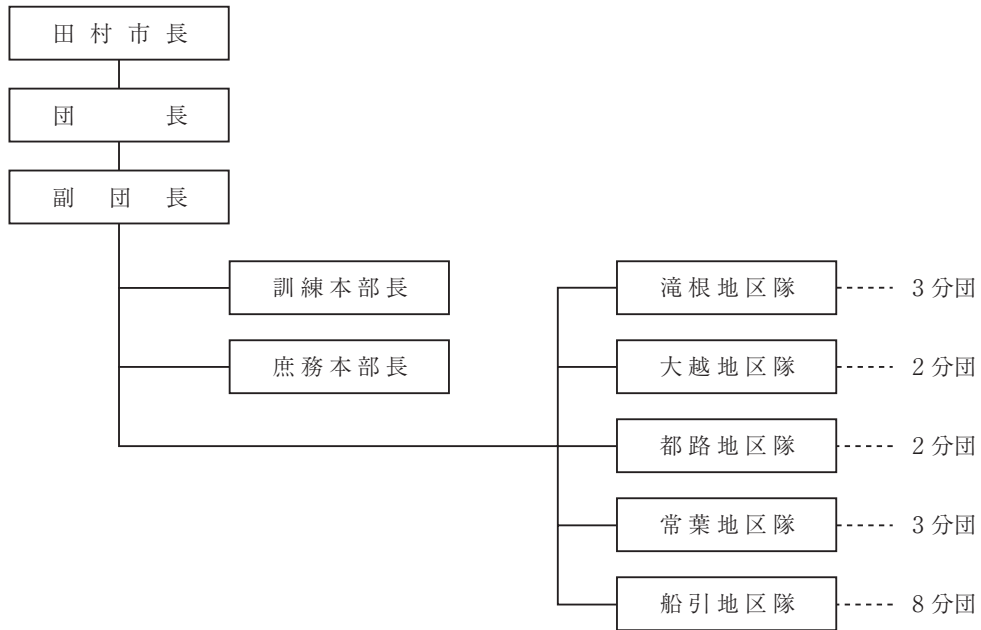 田村市長
団長
副団長
訓練本部長
庶務本部長
滝根地区隊 3分団
大越地区隊 2分団
都路地区隊 2分団
常葉地区隊 3分団
船引地区隊 8分団